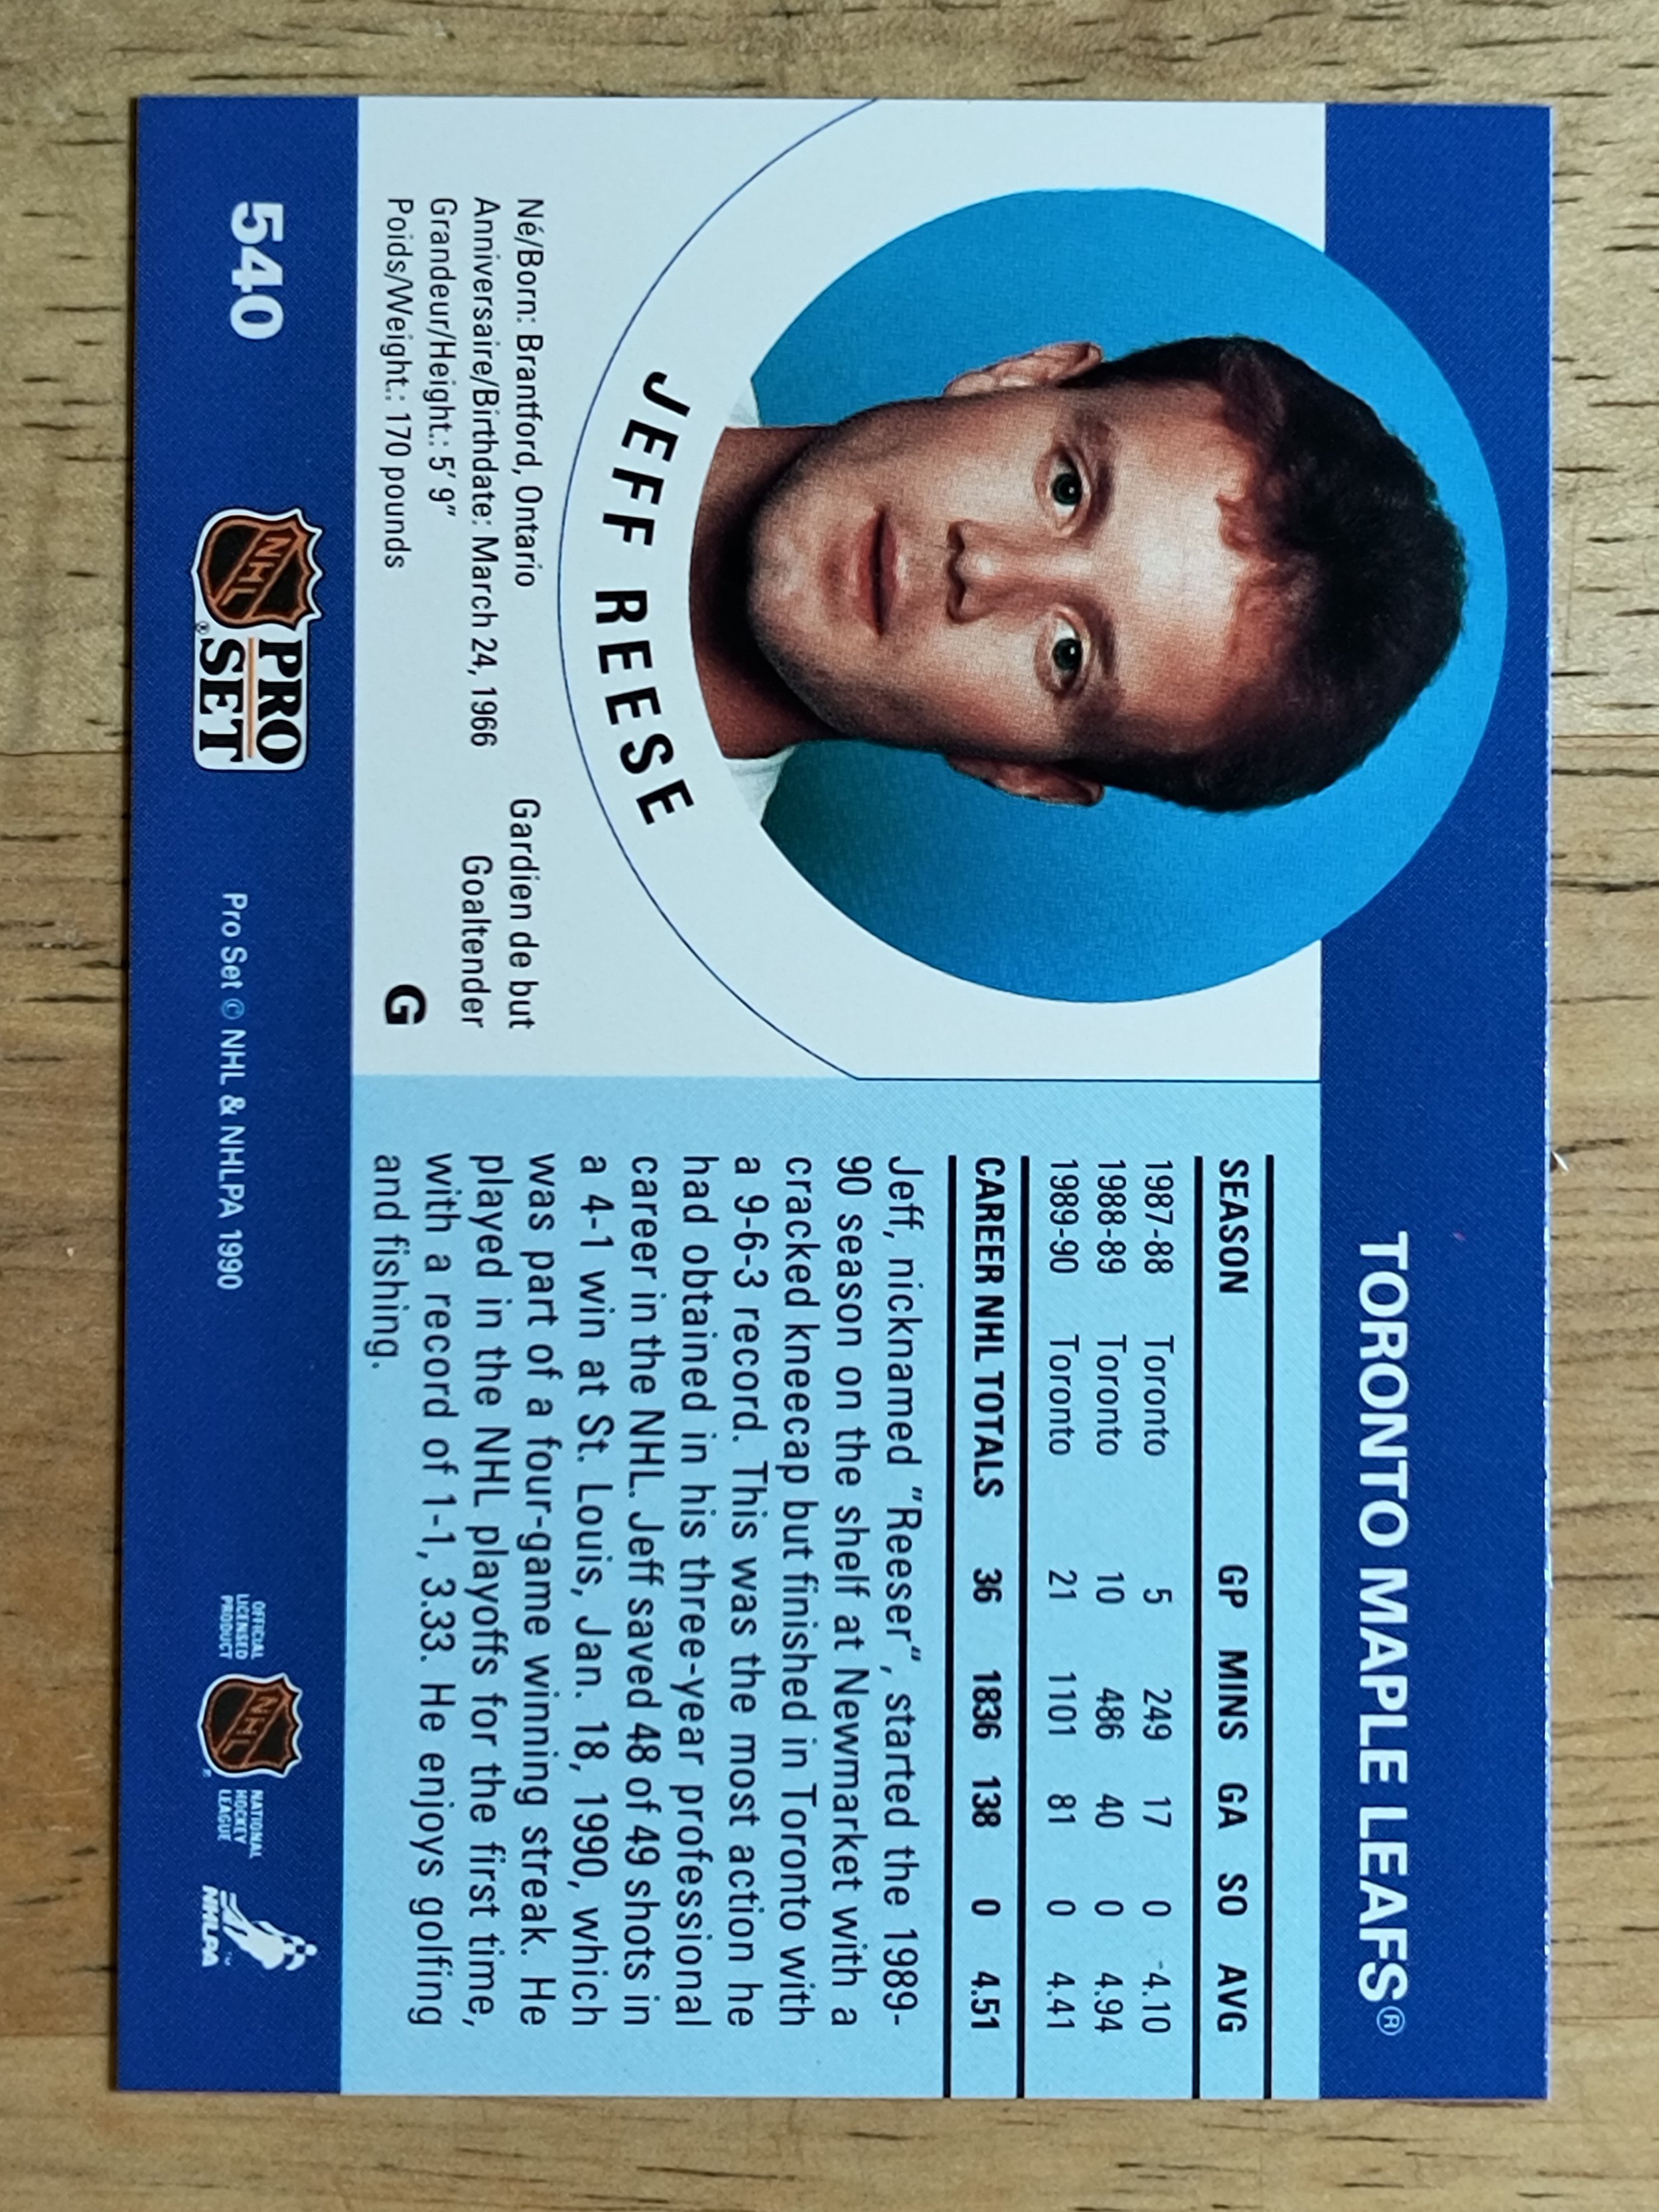 TORONTO MAPLE LEAFS®
JEFF REESE
Né/Born: Brantford, Ontario
Anniversaire/Birthdate: March 24, 1966
Grandeur/Height.: 5' 9"
Poids/Weight.: 170 pounds
Gardien de but
Goaltender
G
SEASON GP MINS GA SO AVG
1987-88 Toronto 5 249 17 0 4.10
1988-89 Toronto 10 486 40 0 4.94
1989-90 Toronto 21 1101 81 0 4.41
CAREER NHL TOTALS 36 1836 138 0 4.51
Jeff, nicknamed "Reeser", started the 1989-
90 season on the shelf at Newmarket with a
cracked kneecap but finished in Toronto with
a 9-6-3 record. This was the most action he
had obtained in his three-year professional
career in the NHL. Jeff saved 48 of 49 shots in
a 4-1 win at St. Louis, Jan. 18, 1990, which
was part of a four-game winning streak. He
played in the NHL playoffs for the first time,
with a record of 1-1, 3.33. He enjoys golfing
and fishing.
540
NHL
PRO
SET®
Pro Set © NHL & NHLPA 1990
OFFICIAL
LICENSED
PRODUCT
NHL
NATIONAL
HOCKEY
LEAGUE
NHLPA™